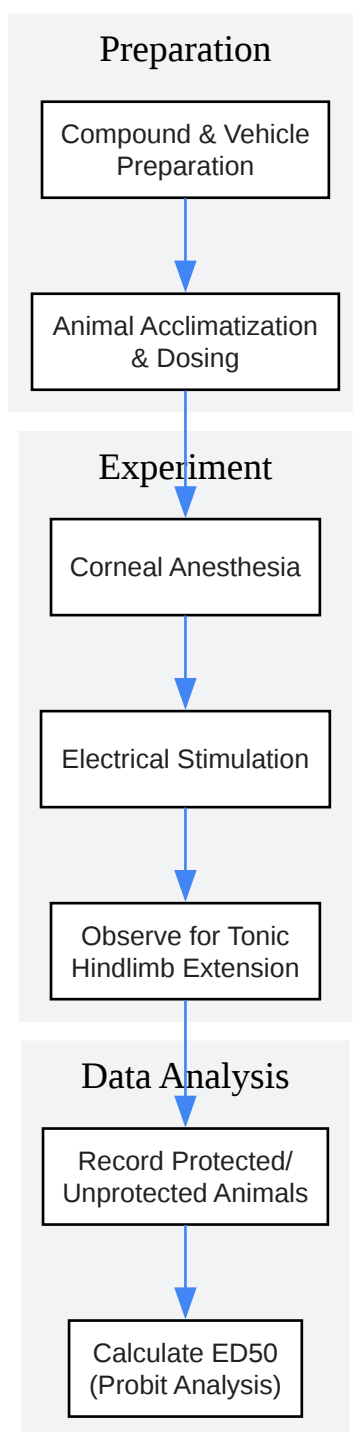 Preparation
Compound & Vehicle
Preparation
Animal Acclimatization
& Dosing
Experiment
Corneal Anesthesia
Electrical Stimulation
Observe for Tonic
Hindlimb Extension
Data Analysis
Record Protected/
Unprotected Animals
Calculate ED50
(Probit Analysis)